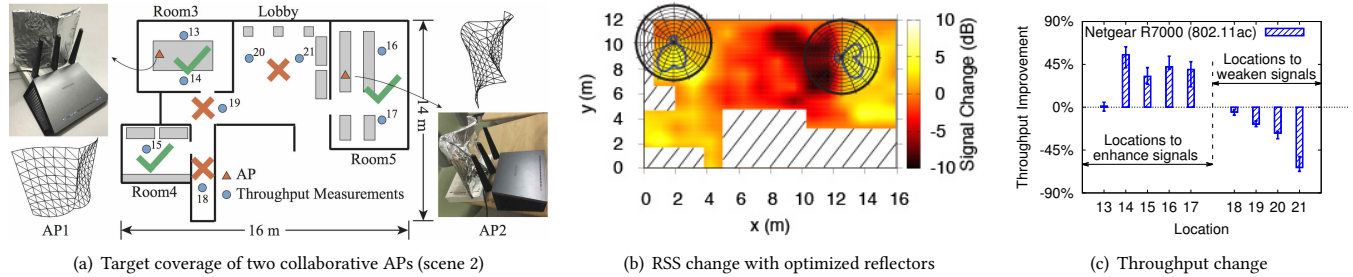 Room3
Lobby
13
14
20
21
16
19
17
15
18
Room4
Room5
14 m
AP
Throughput Measurements
AP1
16 m
AP2
(a) Target coverage of two collaborative APs (scene 2)
12
10
8
6
4
2
0
y (m)
0 2 4 6 8 10 12 14 16
x (m)
10
5
0
-5
-10
Signal Change (dB)
(b) RSS change with optimized reflectors
90%
45%
0%
-45%
-90%
Throughput Improvement
Netgear R7000 (802.11ac)
Locations to
weaken signals
Locations to
enhance signals
13 14 15 16 17 18 19 20 21
Location
(c) Throughput change